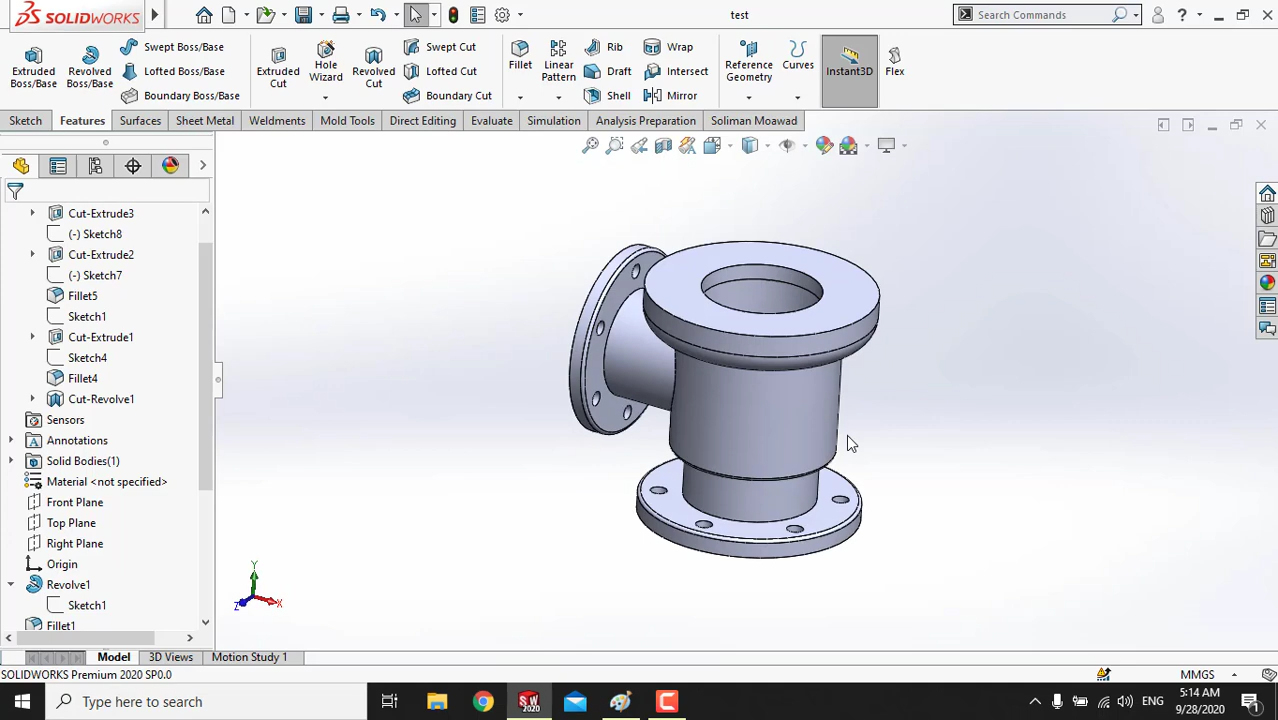 SOLIDWORKS
test
Search Commands
?
Extruded Boss/Base
Revolved Boss/Base
Swept Boss/Base
Lofted Boss/Base
Boundary Boss/Base
Extruded Cut
Hole Wizard
Revolved Cut
Swept Cut
Lofted Cut
Boundary Cut
Fillet
Linear Pattern
Rib
Draft
Shell
Wrap
Intersect
Mirror
Reference Geometry
Curves
Instant3D
Flex
Sketch
Features
Surfaces
Sheet Metal
Weldments
Mold Tools
Direct Editing
Evaluate
Simulation
Analysis Preparation
Soliman Moawad
Cut-Extrude3
(-) Sketch8
Cut-Extrude2
(-) Sketch7
Fillet5
Sketch1
Cut-Extrude1
Sketch4
Fillet4
Cut-Revolve1
Sensors
Annotations
Solid Bodies(1)
Material <not specified>
Front Plane
Top Plane
Right Plane
Origin
Revolve1
Sketch1
Fillet1
Y
Z
X
Model
3D Views
Motion Study 1
SOLIDWORKS Premium 2020 SP0.0
MMGS
Type here to search
SW
2020
ENG
5:14 AM
9/28/2020
1